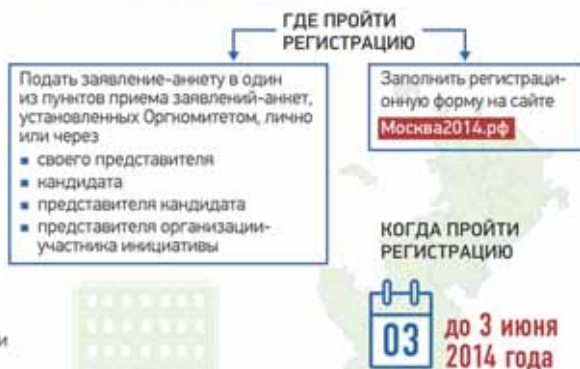 ГДЕ ПРОЙТИ
РЕГИСТРАЦИЮ
Подать заявление-анкету в один
из пунктов приема заявлений-анкет,
установленных Оргкомитетом, лично
или через
своего представителя
кандидата
представителя кандидата
представителя организации-
участника инициативы
Заполнить регистраци-
онную форму на сайте
Москва2014.рф
КОГДА ПРОЙТИ
РЕГИСТРАЦИЮ
03
до 3 июня
2014 года
и